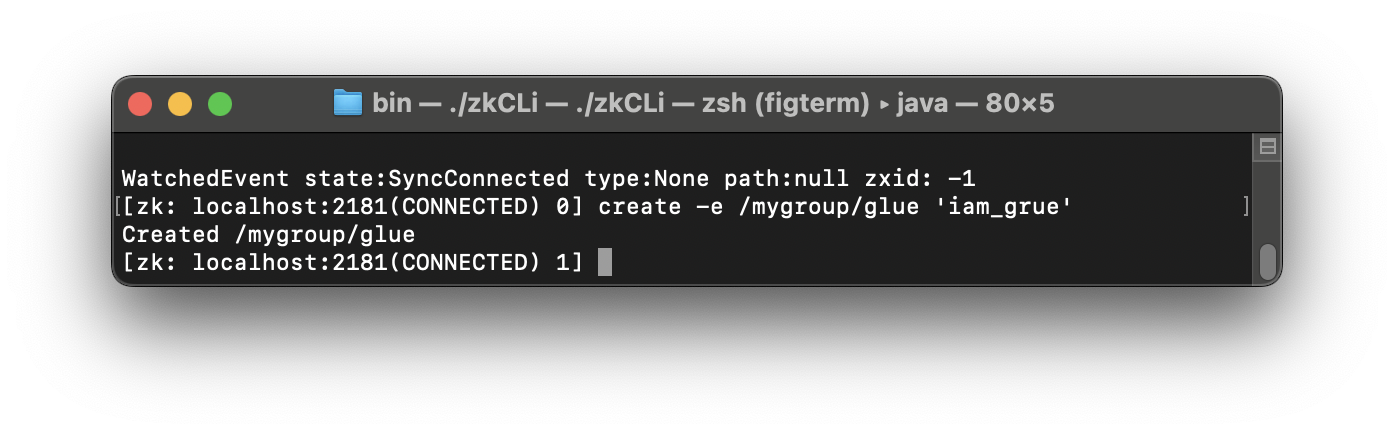 bin — ./zkCLi — ./zkCLi — zsh (figterm) ▸ java — 80×5
WatchedEvent state:SyncConnected type:None path:null zxid: -1
[[zk: localhost:2181(CONNECTED) 0] create -e /mygroup/glue 'iam_grue' ]
Created /mygroup/glue
[zk: localhost:2181(CONNECTED) 1]